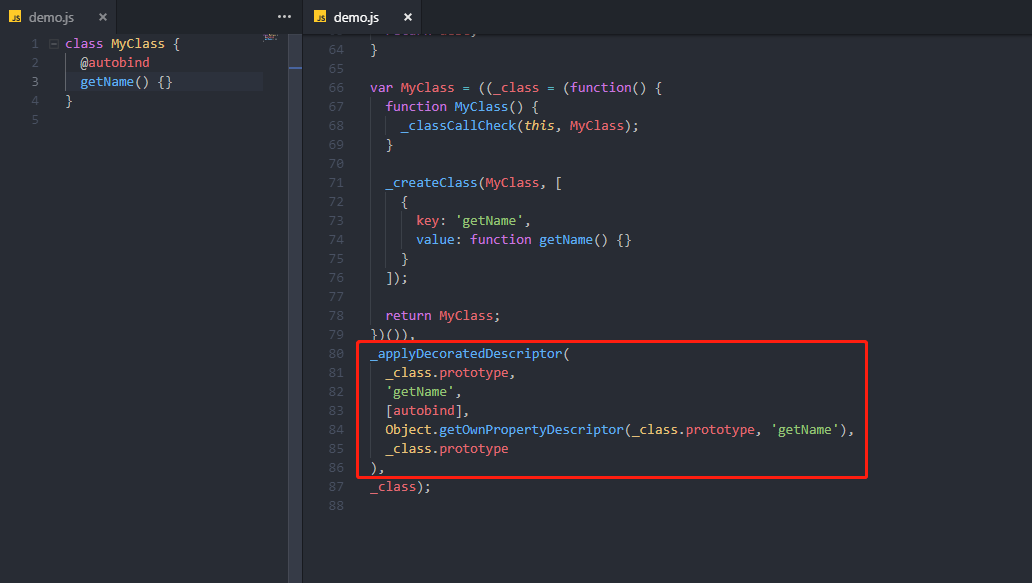 JS demo.js ×
1 class MyClass {
2 @autobind
3 getName() {}
4 }
5
JS demo.js ×
64 }
65
66 var MyClass = ((_class = (function() {
67 function MyClass() {
68 _classCallCheck(this, MyClass);
69 }
70
71 _createClass(MyClass, [
72 {
73 key: 'getName',
74 value: function getName() {}
75 }
76 ]);
77
78 return MyClass;
79 })()),
80 _applyDecoratedDescriptor(
81 _class.prototype,
82 'getName',
83 [autobind],
84 Object.getOwnPropertyDescriptor(_class.prototype, 'getName'),
85 _class.prototype
86 ),
87 _class);
88